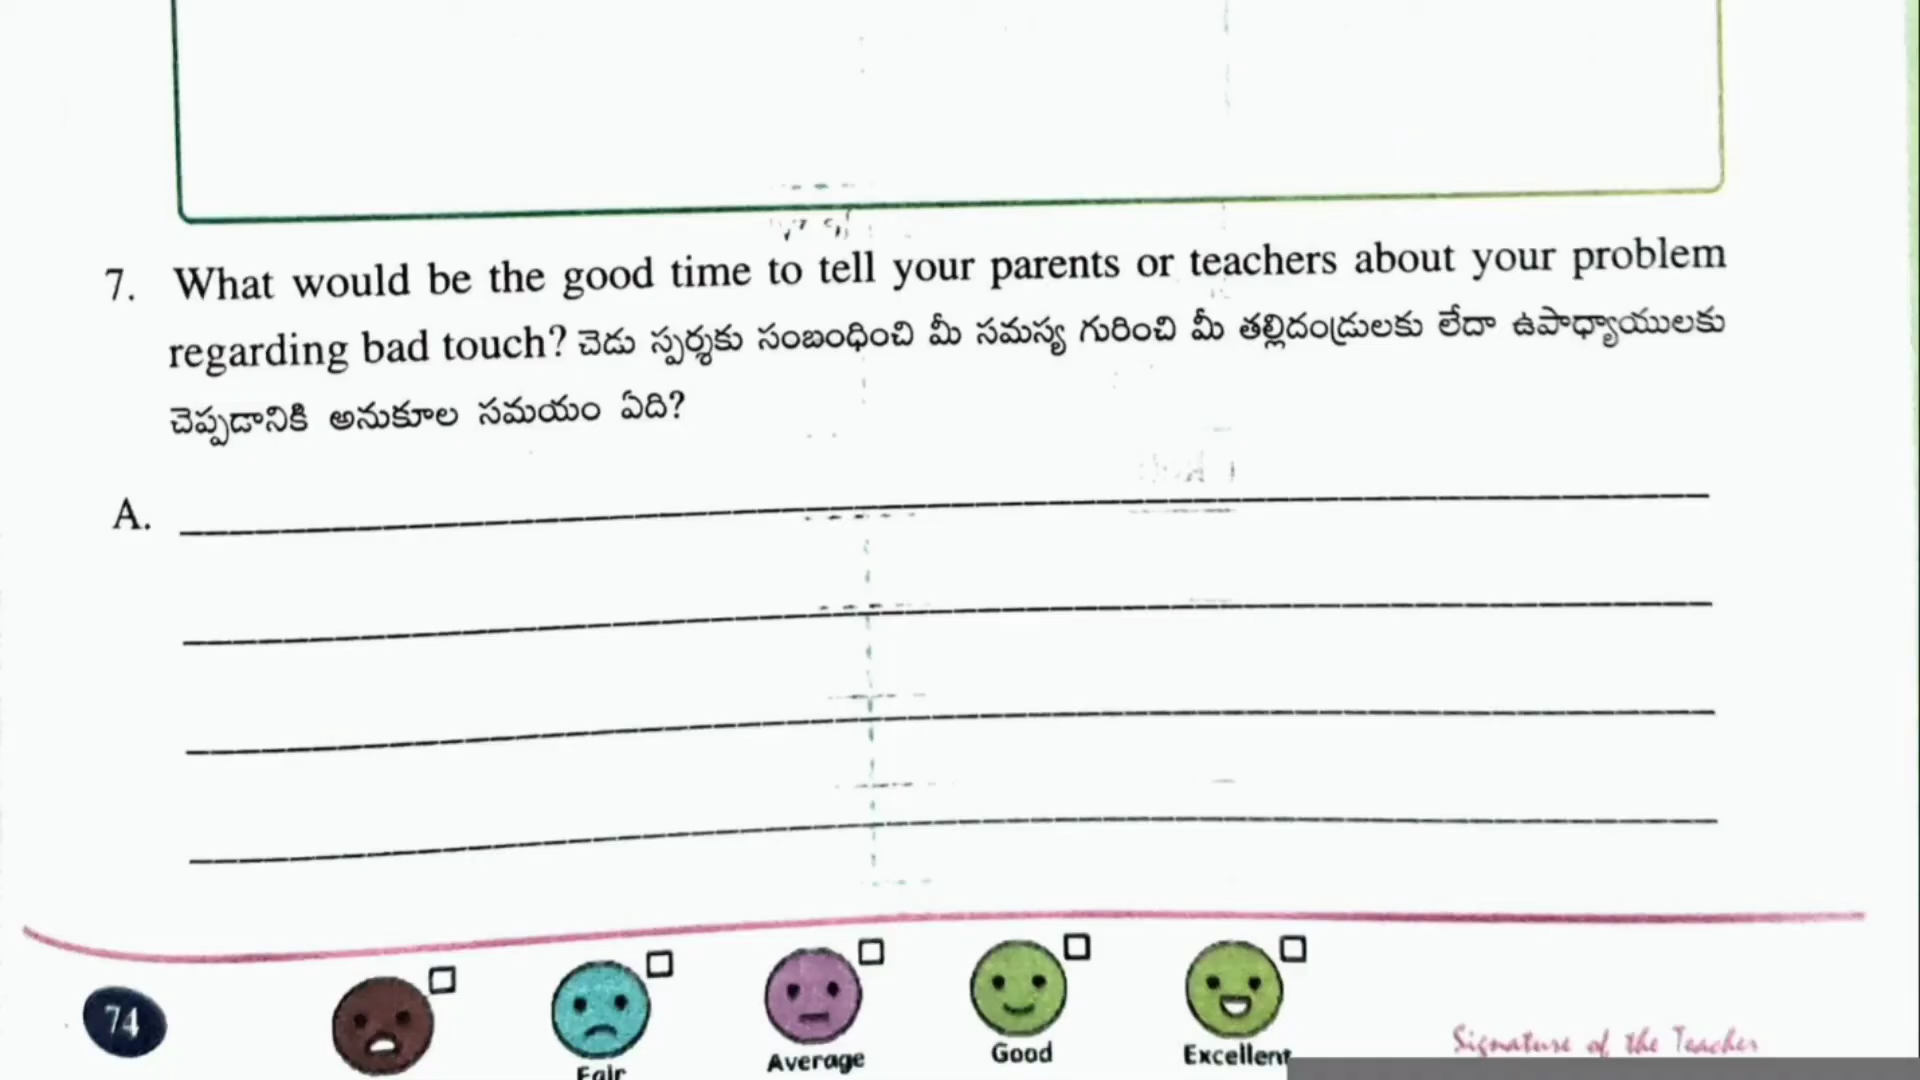 7. What would be the good time to tell your parents or teachers about your problem
regarding bad touch? చెడు స్పర్శకు సంబంధించి మీ సమస్య గురించి మీ తల్లిదండ్రులకు లేదా ఉపాధ్యాయులకు
చెప్పడానికి అనుకూల సమయం ఏది?
A.
74
Fair
Average
Good
Excellent
Signature of the Teacher